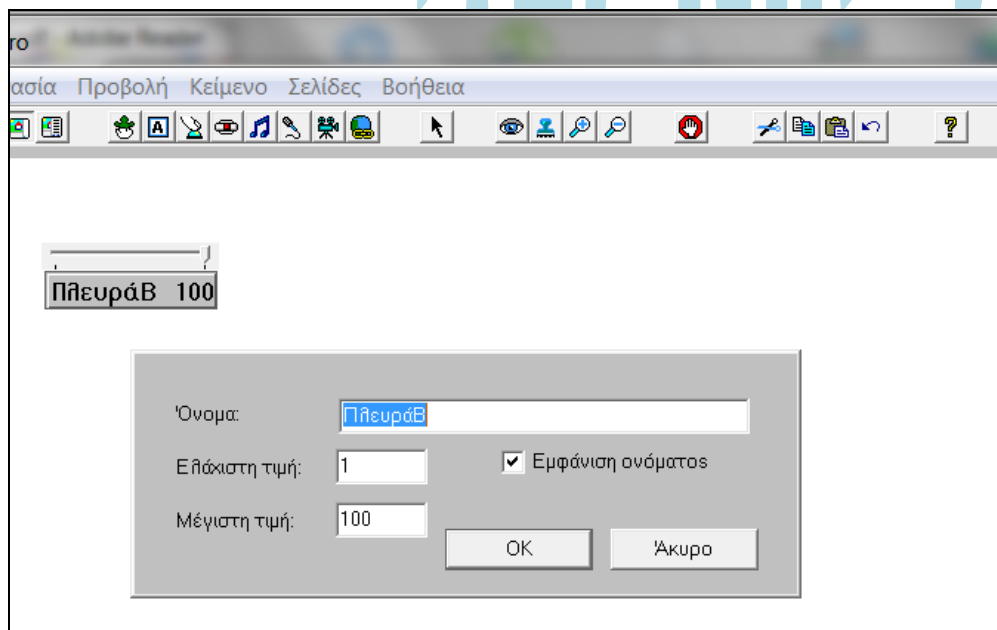 ro
ασία Προβολή Κείμενο Σελίδες Βοήθεια
A
?
ΠλευράΒ 100
Όνομα: ΠλευράΒ
Ελάχιστη τιμή: 1
Εμφάνιση ονόματος
Μέγιστη τιμή: 100
OK
Άκυρο